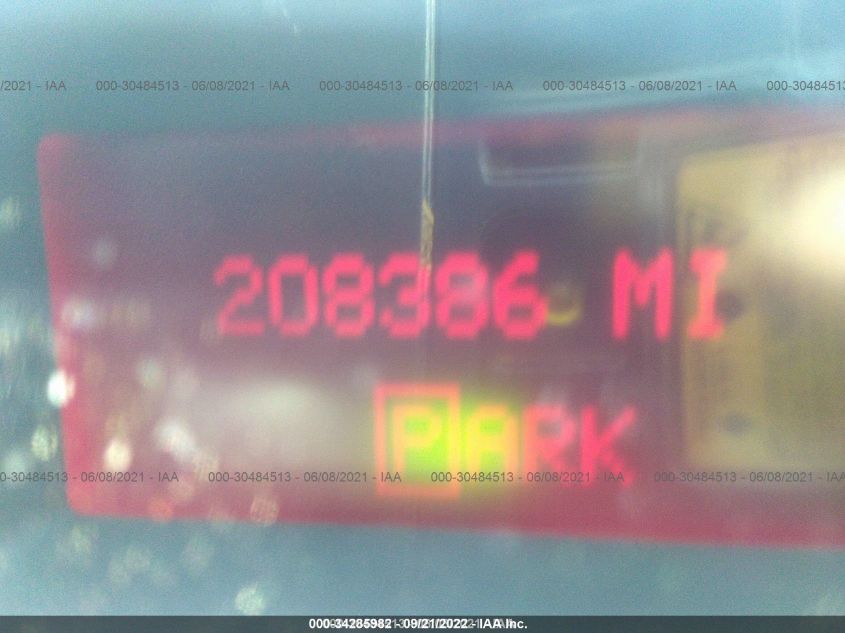 /2021 - IAA 000-30484513 - 06/08/2021 - IAA 000-30484513 - 06/08/2021 - IAA 000-30484513 - 06/08/2021 - IAA 000-3048451
208386 MI
PARK
0-30484513 - 06/08/2021 - IAA 000-30484513 - 06/08/2021 - IAA 000-30484513 - 06/08/2021 - IAA 000-30484513 - 06/08/2021 - IAA
000-34285982 - 09/21/2022 - IAA Inc.